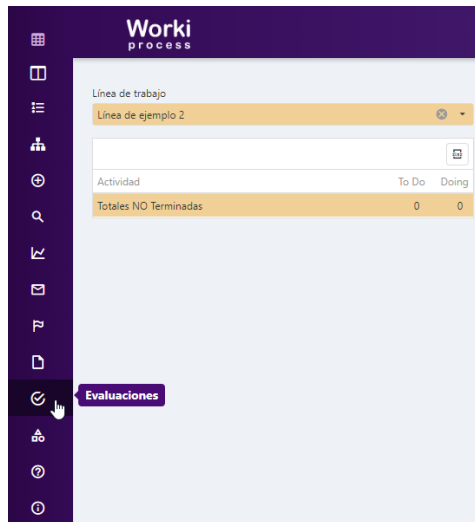 Worki
process
Línea de trabajo
Línea de ejemplo 2
Actividad To Do Doing
Totales NO Terminadas 0 0
Evaluaciones